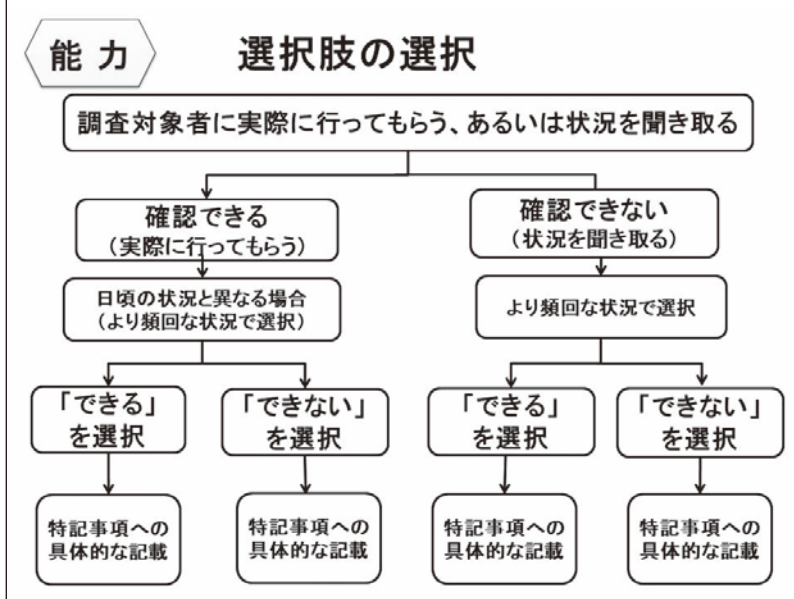 能 力
選択肢の選択
調査対象者に実際に行ってもらう、あるいは状況を聞き取る
確認できる
（実際に行ってもらう）
確認できない
（状況を聞き取る）
日頃の状況と異なる場合
（より頻回な状況で選択）
より頻回な状況で選択
「できる」
を選択
「できない」
を選択
「できる」
を選択
「できない」
を選択
特記事項への
具体的な記載
特記事項への
具体的な記載
特記事項への
具体的な記載
特記事項への
具体的な記載